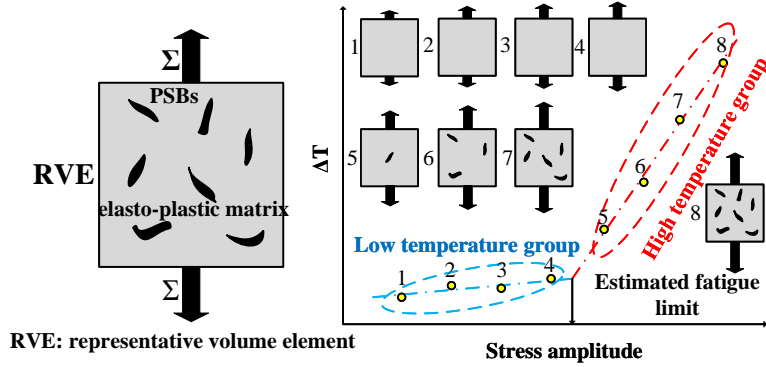 Σ
PSBs
RVE
elasto-plastic matrix
Σ
RVE: representative volume element
ΔT
1
2
3
4
5
6
7
8
1
2
3
4
5
6
7
8
Low temperature group
High temperature group
Estimated fatigue
limit
Stress amplitude